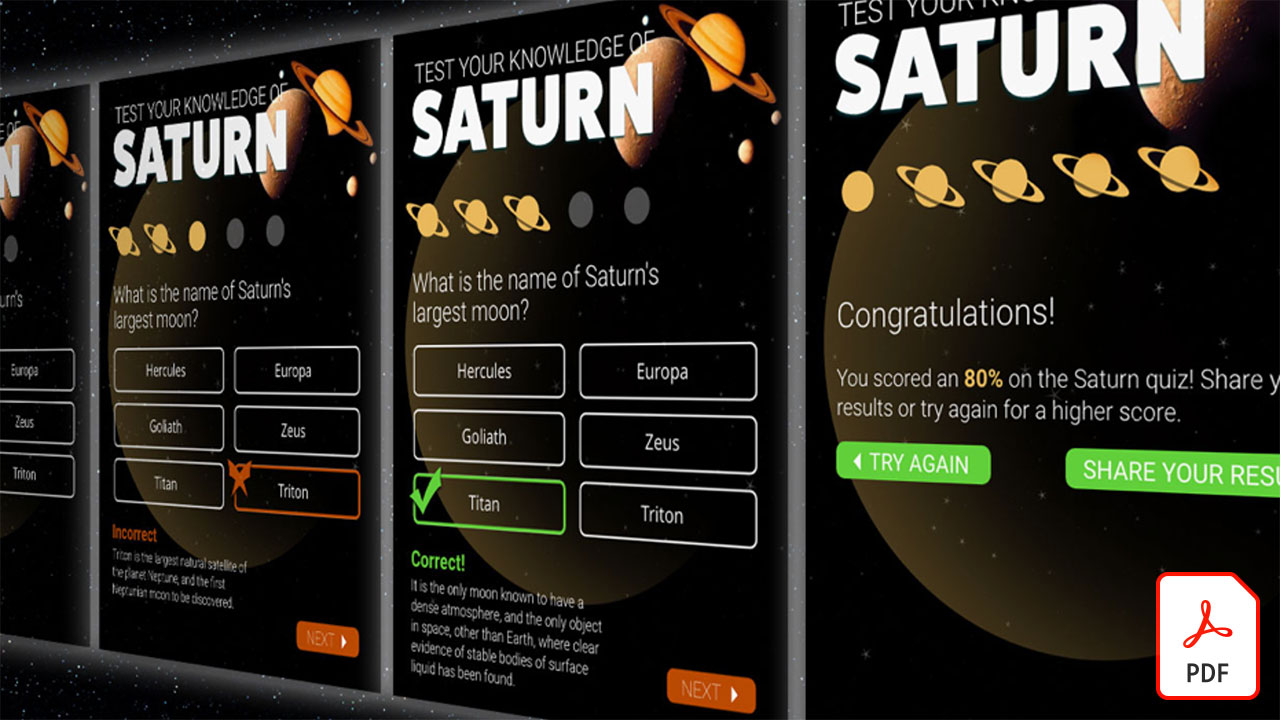 E OF
N
urn's
Europa
Zeus
Triton
TEST YOUR KNOWLEDGE OF
SATURN
What is the name of Saturn's
largest moon?
Hercules
Europa
Goliath
Zeus
Titan
Triton
Incorrect
Triton is the largest natural satellite of
the planet Neptune, and the first
Neptunian moon to be discovered.
NEXT
TEST YOUR KNOWLEDGE OF
SATURN
What is the name of Saturn's
largest moon?
Hercules
Europa
Goliath
Zeus
Titan
Triton
Correct!
It is the only moon known to have a
dense atmosphere, and the only object
in space, other than Earth, where clear
evidence of stable bodies of surface
liquid has been found.
NEXT
TEST YOUR KNO
SATURN
Congratulations!
You scored an 80% on the Saturn quiz! Share y
results or try again for a higher score.
TRY AGAIN
SHARE YOUR RESU
PDF